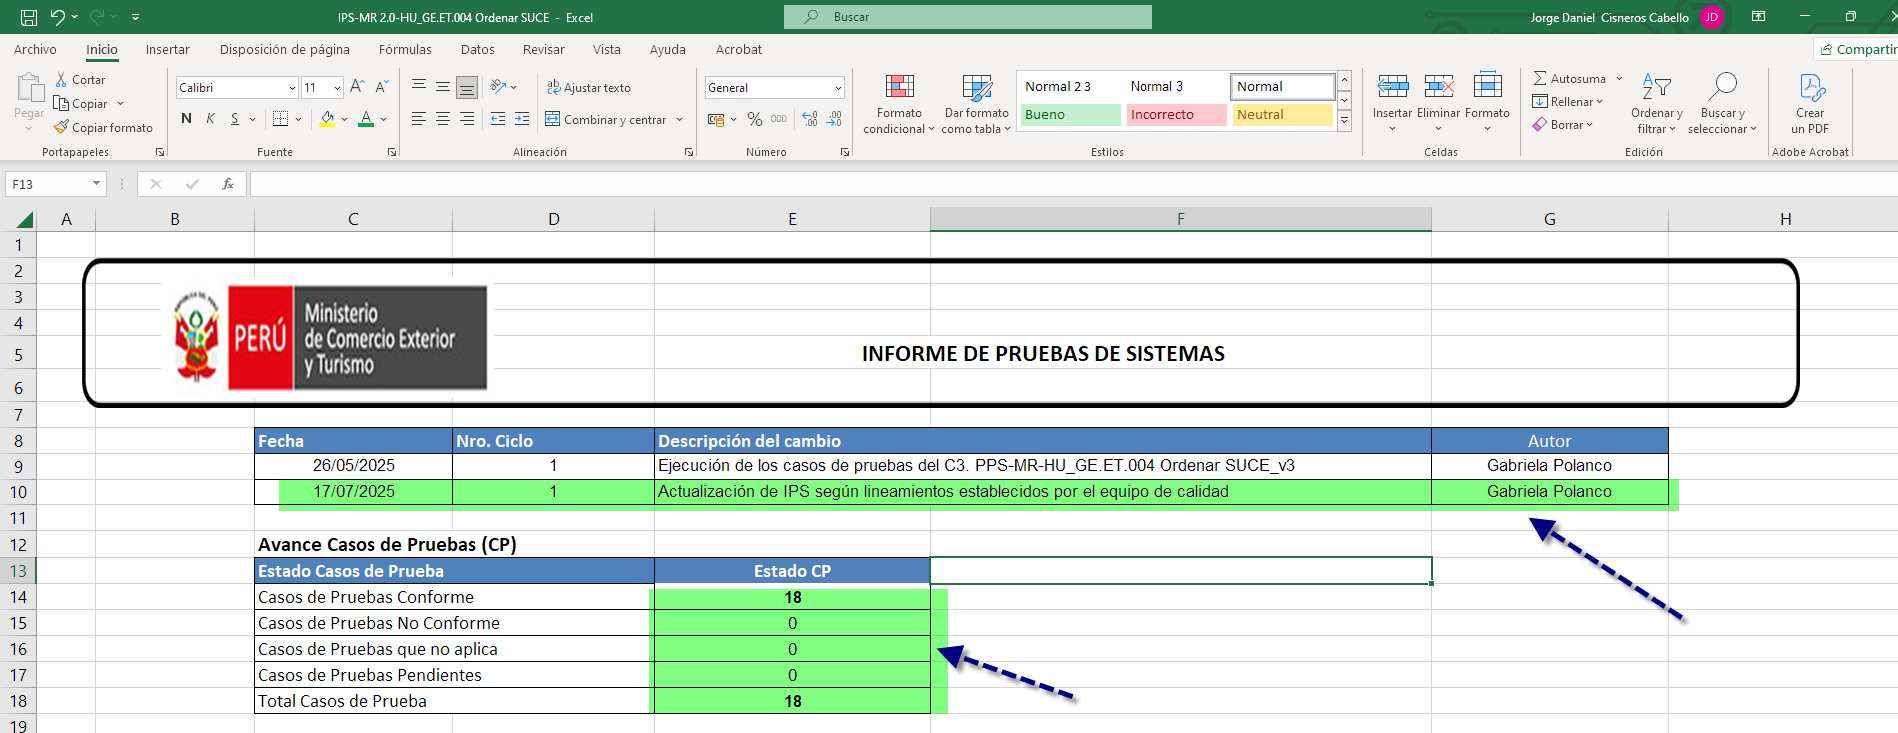 IPS-MR 2.0-HU_GE.ET.004 Ordenar SUCE - Excel
Buscar
Jorge Daniel Cisneros Cabello
JD
Archivo Inicio Insertar Disposición de página Fórmulas Datos Revisar Vista Ayuda Acrobat
Compartir
Pegar
Cortar
Copiar
Copiar formato
Portapapeles
Calibri 11
N K S
Fuente
Ajustar texto
Combinar y centrar
Alineación
General
% 000
Número
Formato condicional
Dar formato como tabla
Normal 2 3 Normal 3 Normal
Bueno Incorrecto Neutral
Estilos
Insertar Eliminar Formato
Celdas
Autosuma
Rellenar
Borrar
Ordenar y filtrar
Buscar y seleccionar
Edición
Crear un PDF
Adobe Acrobat
F13
fx
A B C D E F G H
1
2
3
4
5
6
7
8
9
10
11
12
13
14
15
16
17
18
19
REPUBLICA DEL PERU
PERÚ
Ministerio
de Comercio Exterior
y Turismo
INFORME DE PRUEBAS DE SISTEMAS
Fecha Nro. Ciclo Descripción del cambio Autor
26/05/2025 1 Ejecución de los casos de pruebas del C3. PPS-MR-HU_GE.ET.004 Ordenar SUCE_v3 Gabriela Polanco
17/07/2025 1 Actualización de IPS según lineamientos establecidos por el equipo de calidad Gabriela Polanco
Avance Casos de Pruebas (CP)
Estado Casos de Prueba Estado CP
Casos de Pruebas Conforme 18
Casos de Pruebas No Conforme 0
Casos de Pruebas que no aplica 0
Casos de Pruebas Pendientes 0
Total Casos de Prueba 18